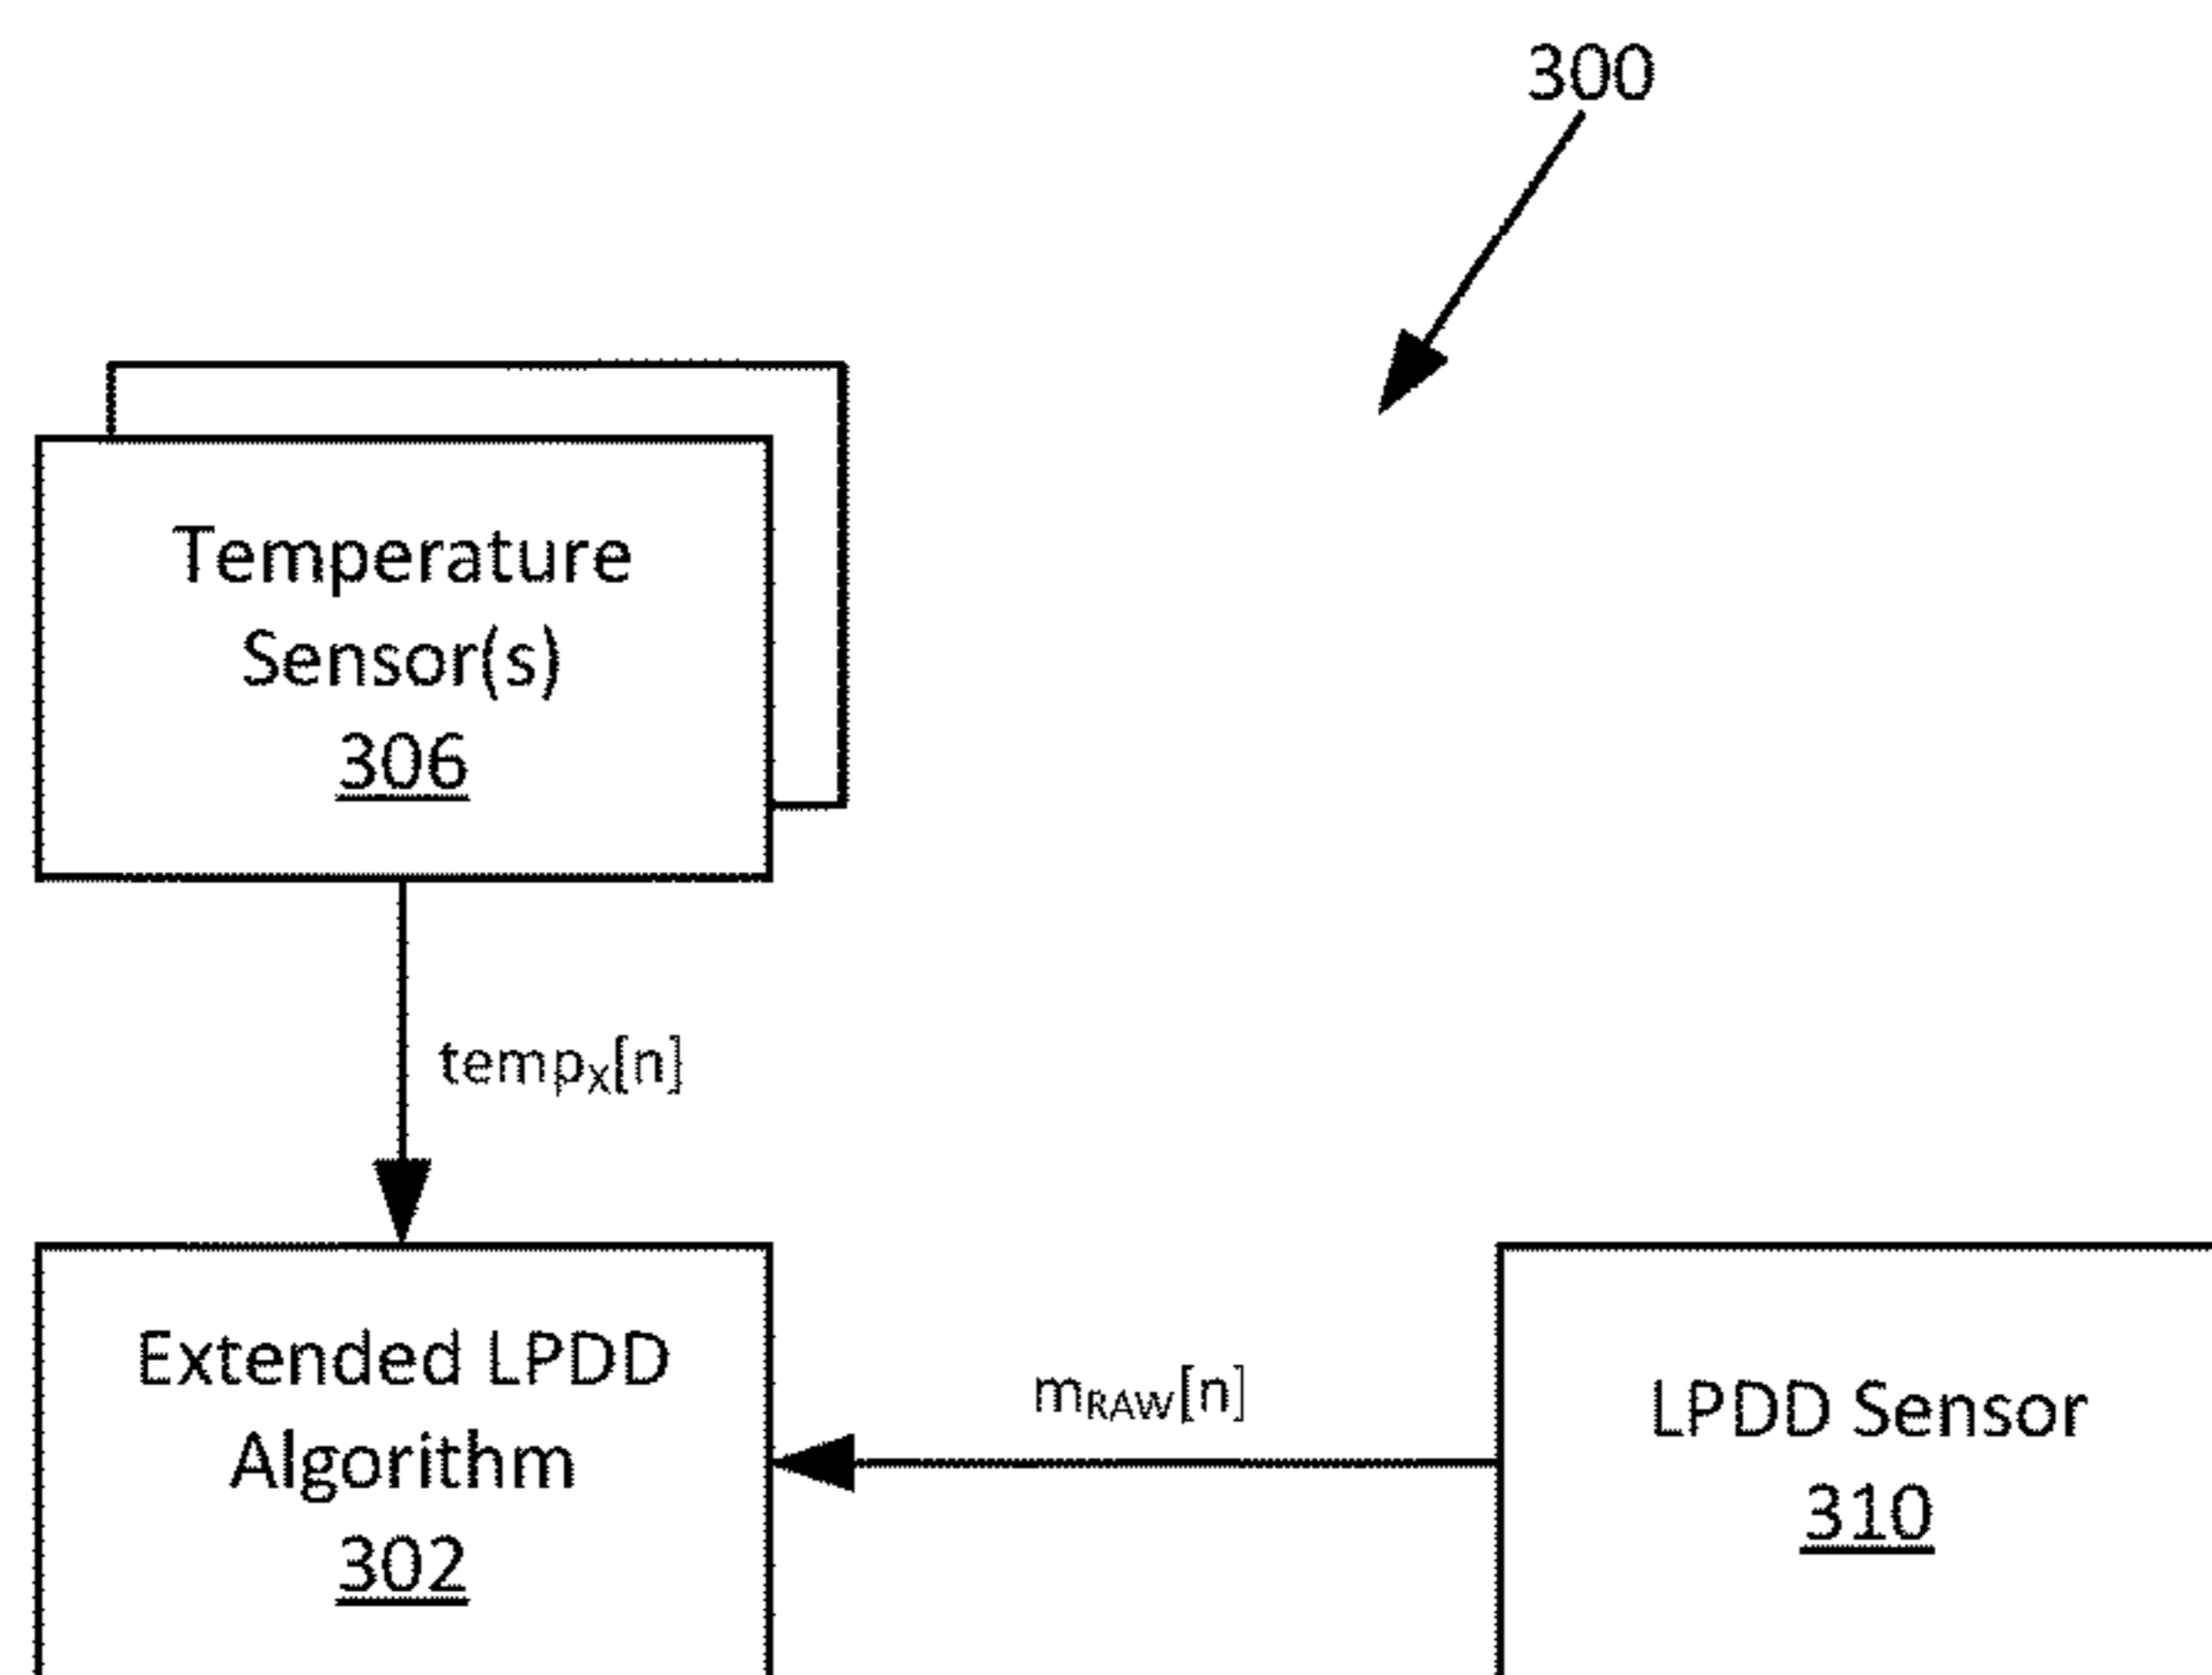 300
Temperature
Sensor(s)
306
tempX[n]
Extended LPDD
Algorithm
302
mRAW[n]
LPDD Sensor
310